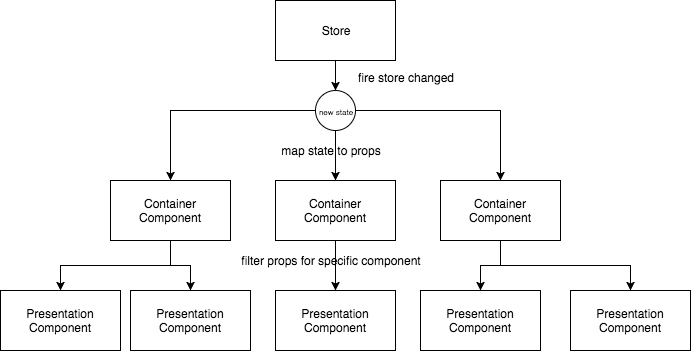 Store
fire store changed
new state
map state to props
Container
Component
Container
Component
Container
Component
filter props for specific component
Presentation
Component
Presentation
Component
Presentation
Component
Presentation
Component
Presentation
Component